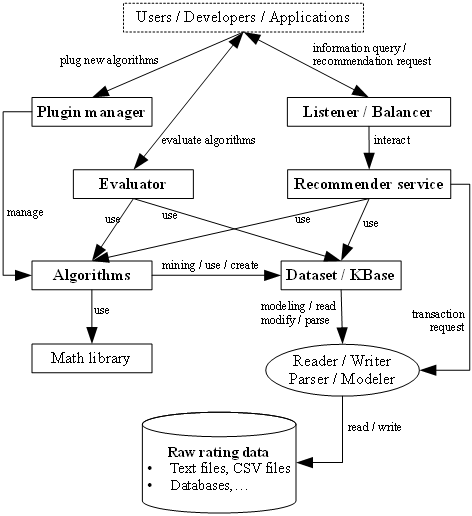 Users / Developers / Applications
plug new algorithms
information query /
recommendation request
Plugin manager
Listener / Balancer
evaluate algorithms
interact
Evaluator
Recommender service
manage
use
use
use
use
Algorithms
mining / use / create
Dataset / KBase
use
modeling / read
modify / parse
transaction
request
Math library
Reader / Writer
Parser / Modeler
read / write
Raw rating data
• Text files, CSV files
• Databases,…